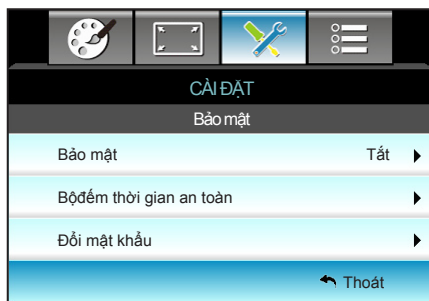 CÀI ĐẶT
Bảo mật
Bảo mật Tắt
Bộđếm thời gian an toàn
Đổi mật khẩu
Thoát